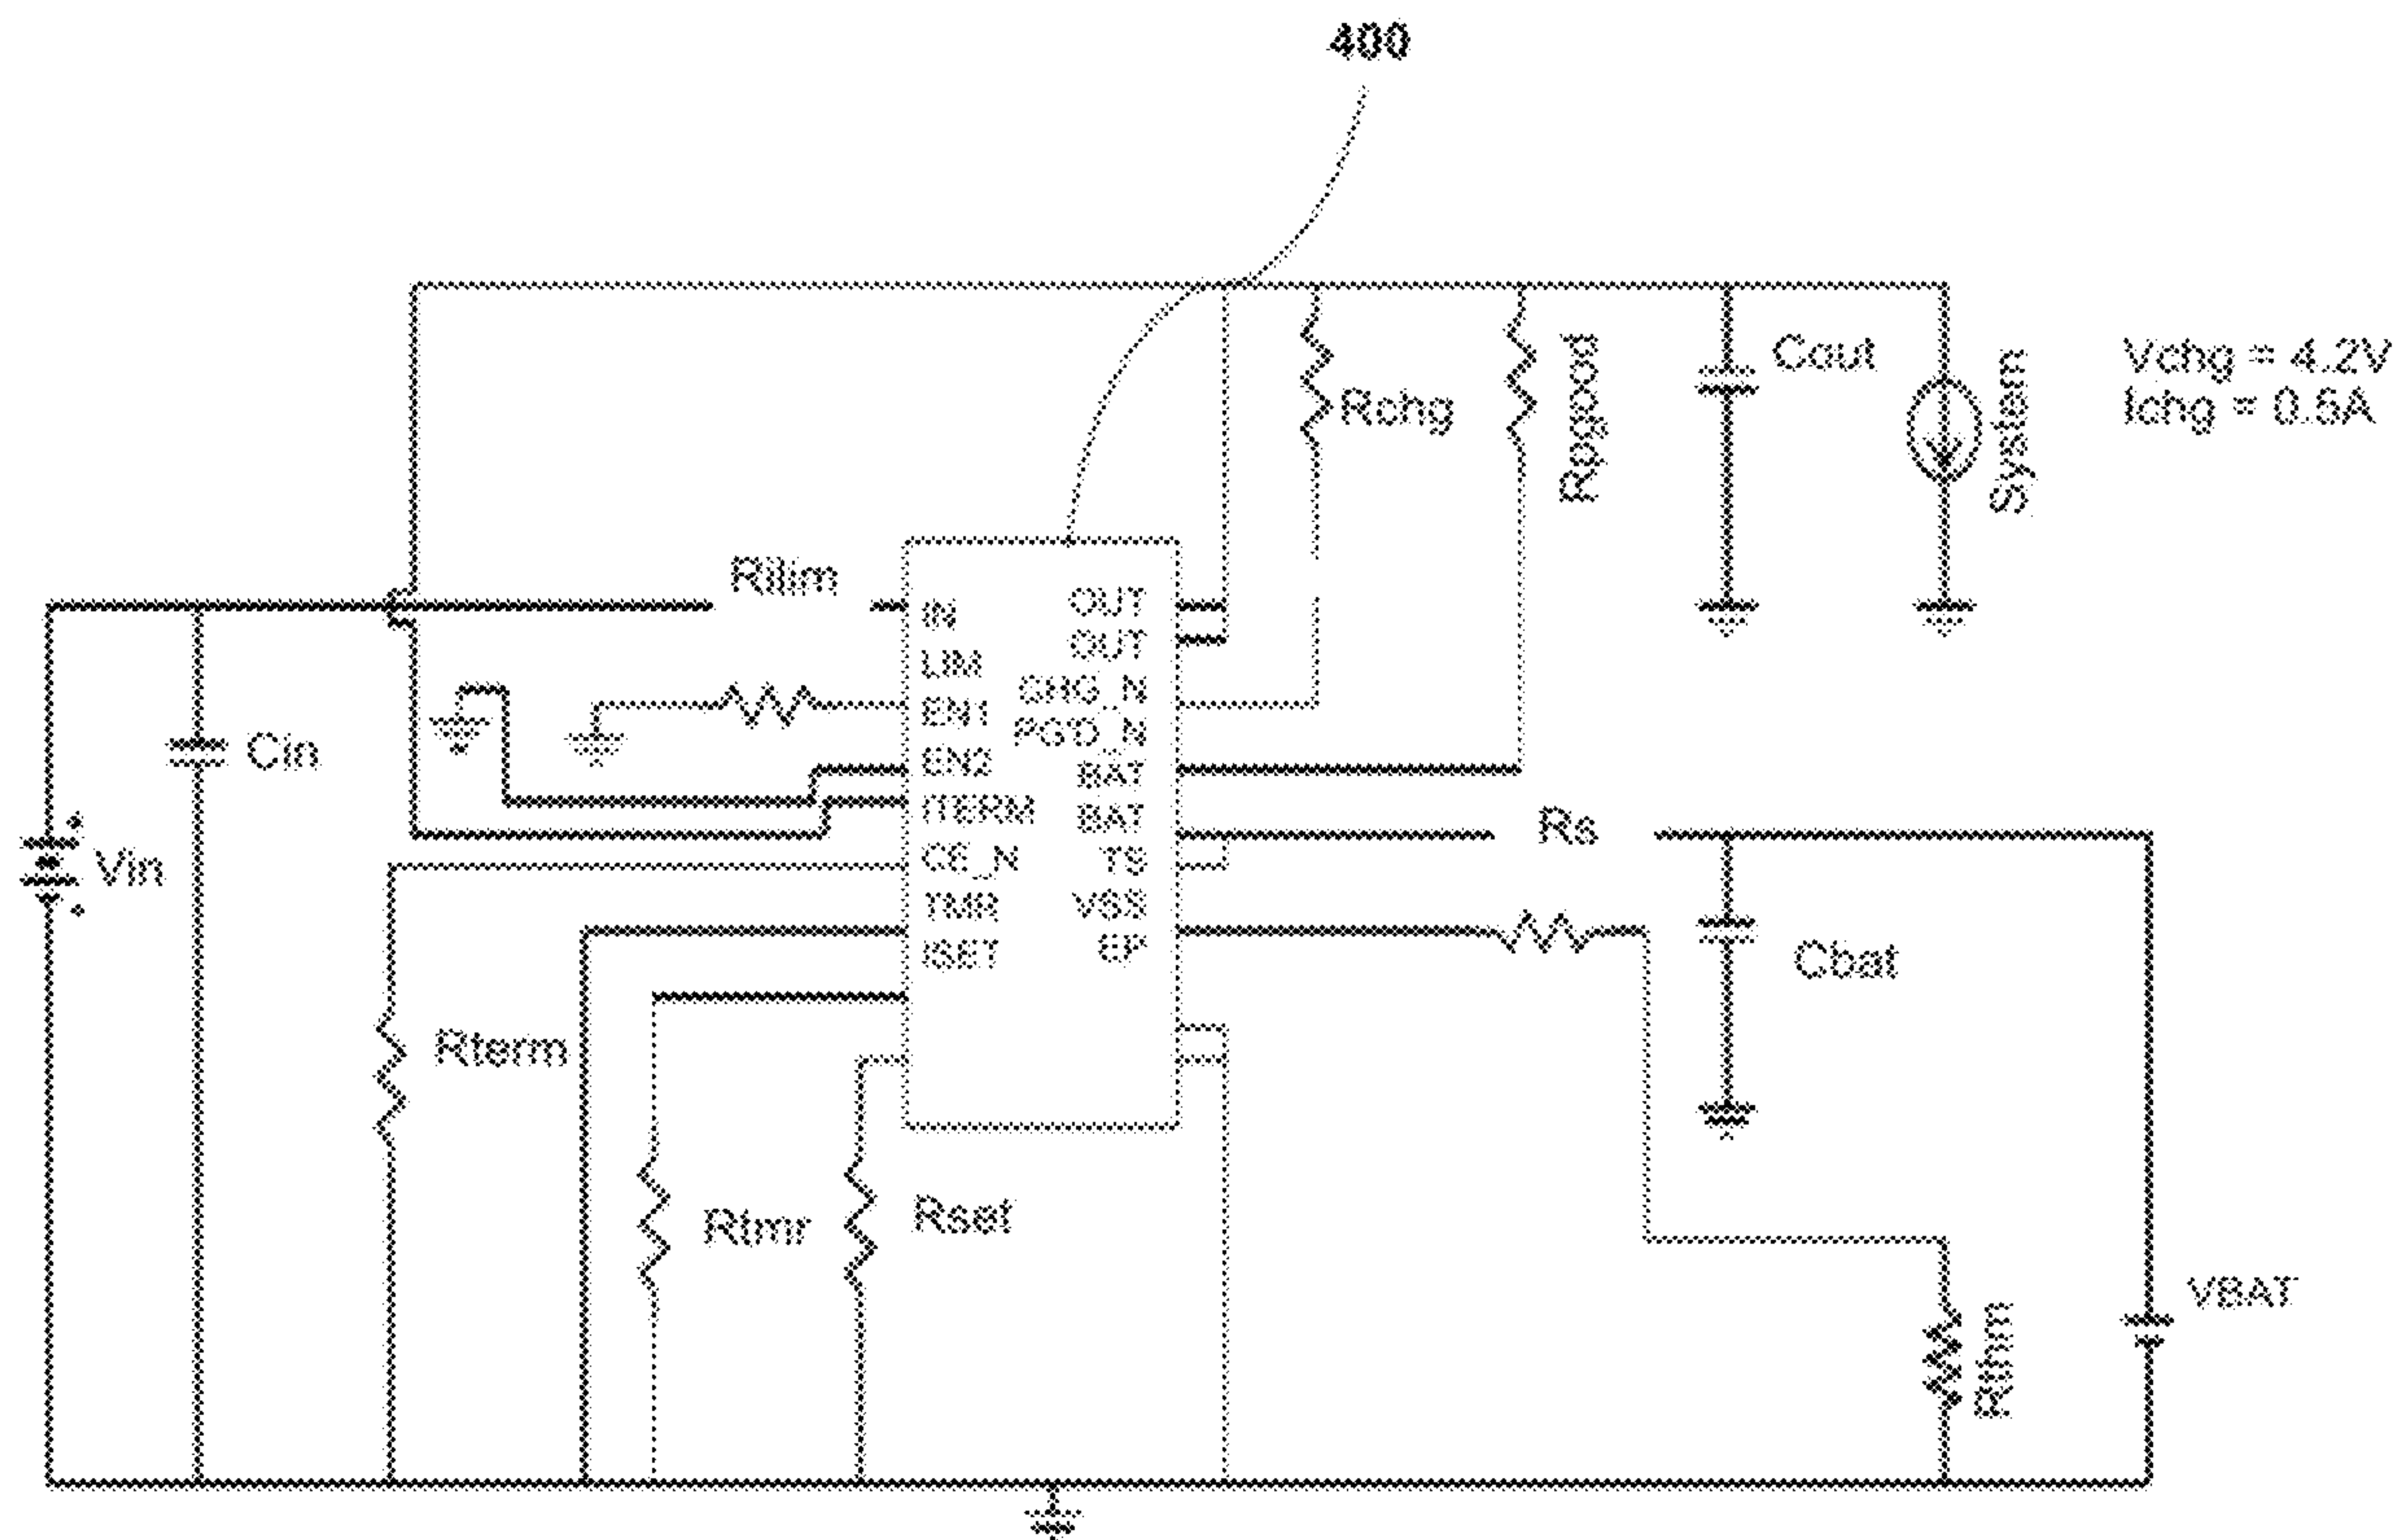 400
Vchg = 4.2V
Ichg = 0.5A
Cout
System
Rchg
Rpgood
Rilim
IN
LIM
EN1
EN2
ITERM
CE_N
TMR
ISET
OUT
OUT
CHG_N
PGD_N
BAT
BAT
TS
VSS
EP
Cin
Vin
Rs
Cbat
Rterm
Rtmr
Rset
Rthm
VBAT